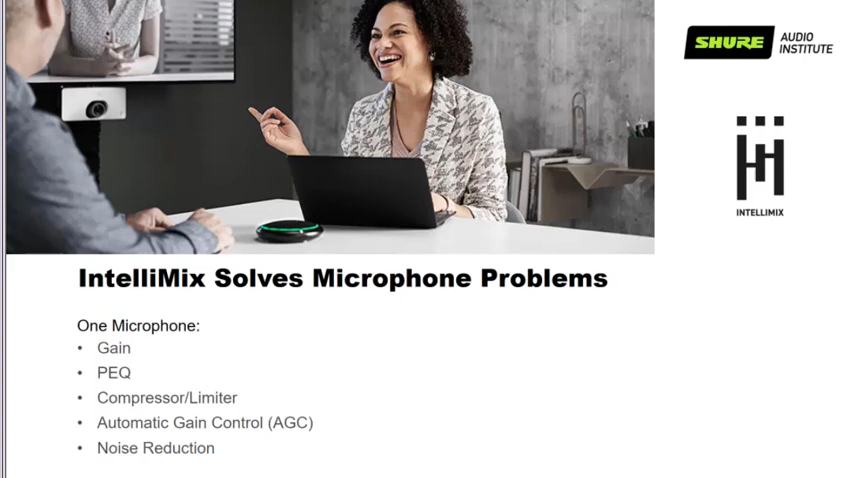 SHURE AUDIO
INSTITUTE
INTELLIMIX
IntelliMix Solves Microphone Problems
One Microphone:
• Gain
• PEQ
• Compressor/Limiter
• Automatic Gain Control (AGC)
• Noise Reduction